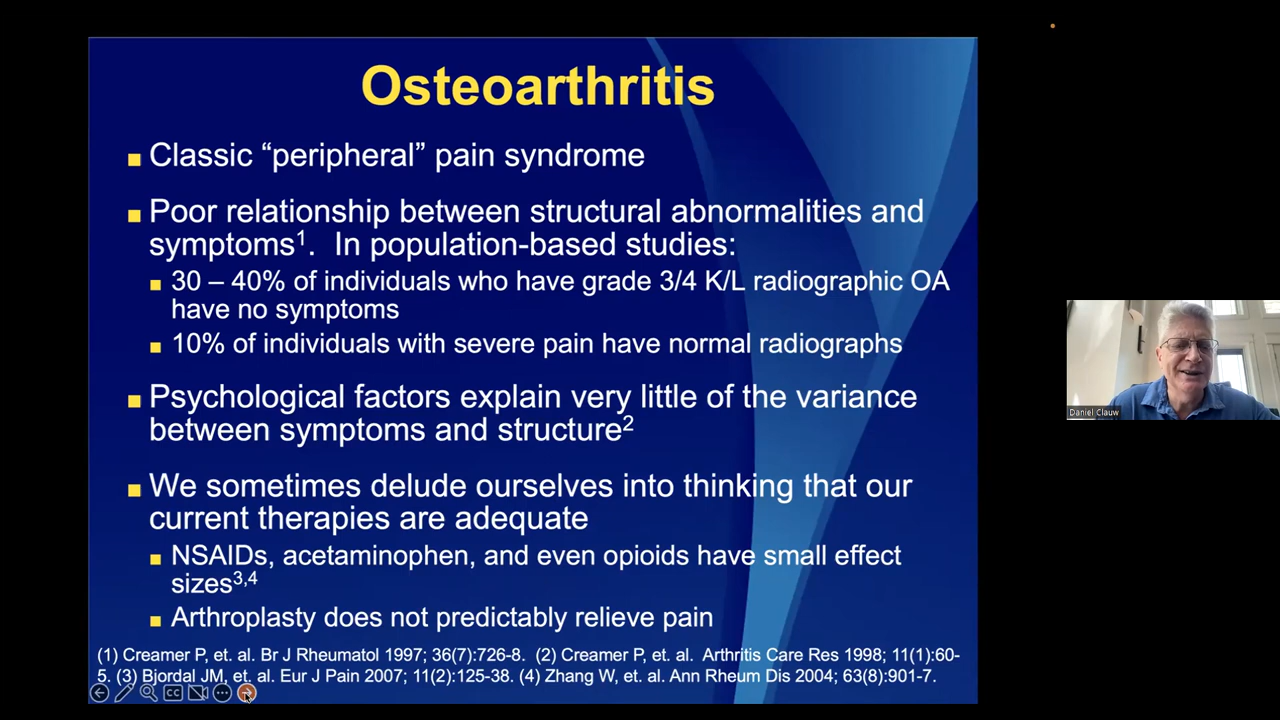 Osteoarthritis
■ Classic “peripheral” pain syndrome
■ Poor relationship between structural abnormalities and
symptoms¹. In population-based studies:
■ 30 – 40% of individuals who have grade 3/4 K/L radiographic OA
have no symptoms
■ 10% of individuals with severe pain have normal radiographs
■ Psychological factors explain very little of the variance
between symptoms and structure²
■ We sometimes delude ourselves into thinking that our
current therapies are adequate
■ NSAIDs, acetaminophen, and even opioids have small effect
sizes³,⁴
■ Arthroplasty does not predictably relieve pain
(1) Creamer P, et. al. Br J Rheumatol 1997; 36(7):726-8. (2) Creamer P, et. al. Arthritis Care Res 1998; 11(1):60-
5. (3) Bjordal JM, et. al. Eur J Pain 2007; 11(2):125-38. (4) Zhang W, et. al. Ann Rheum Dis 2004; 63(8):901-7.
CC
Daniel Clauw